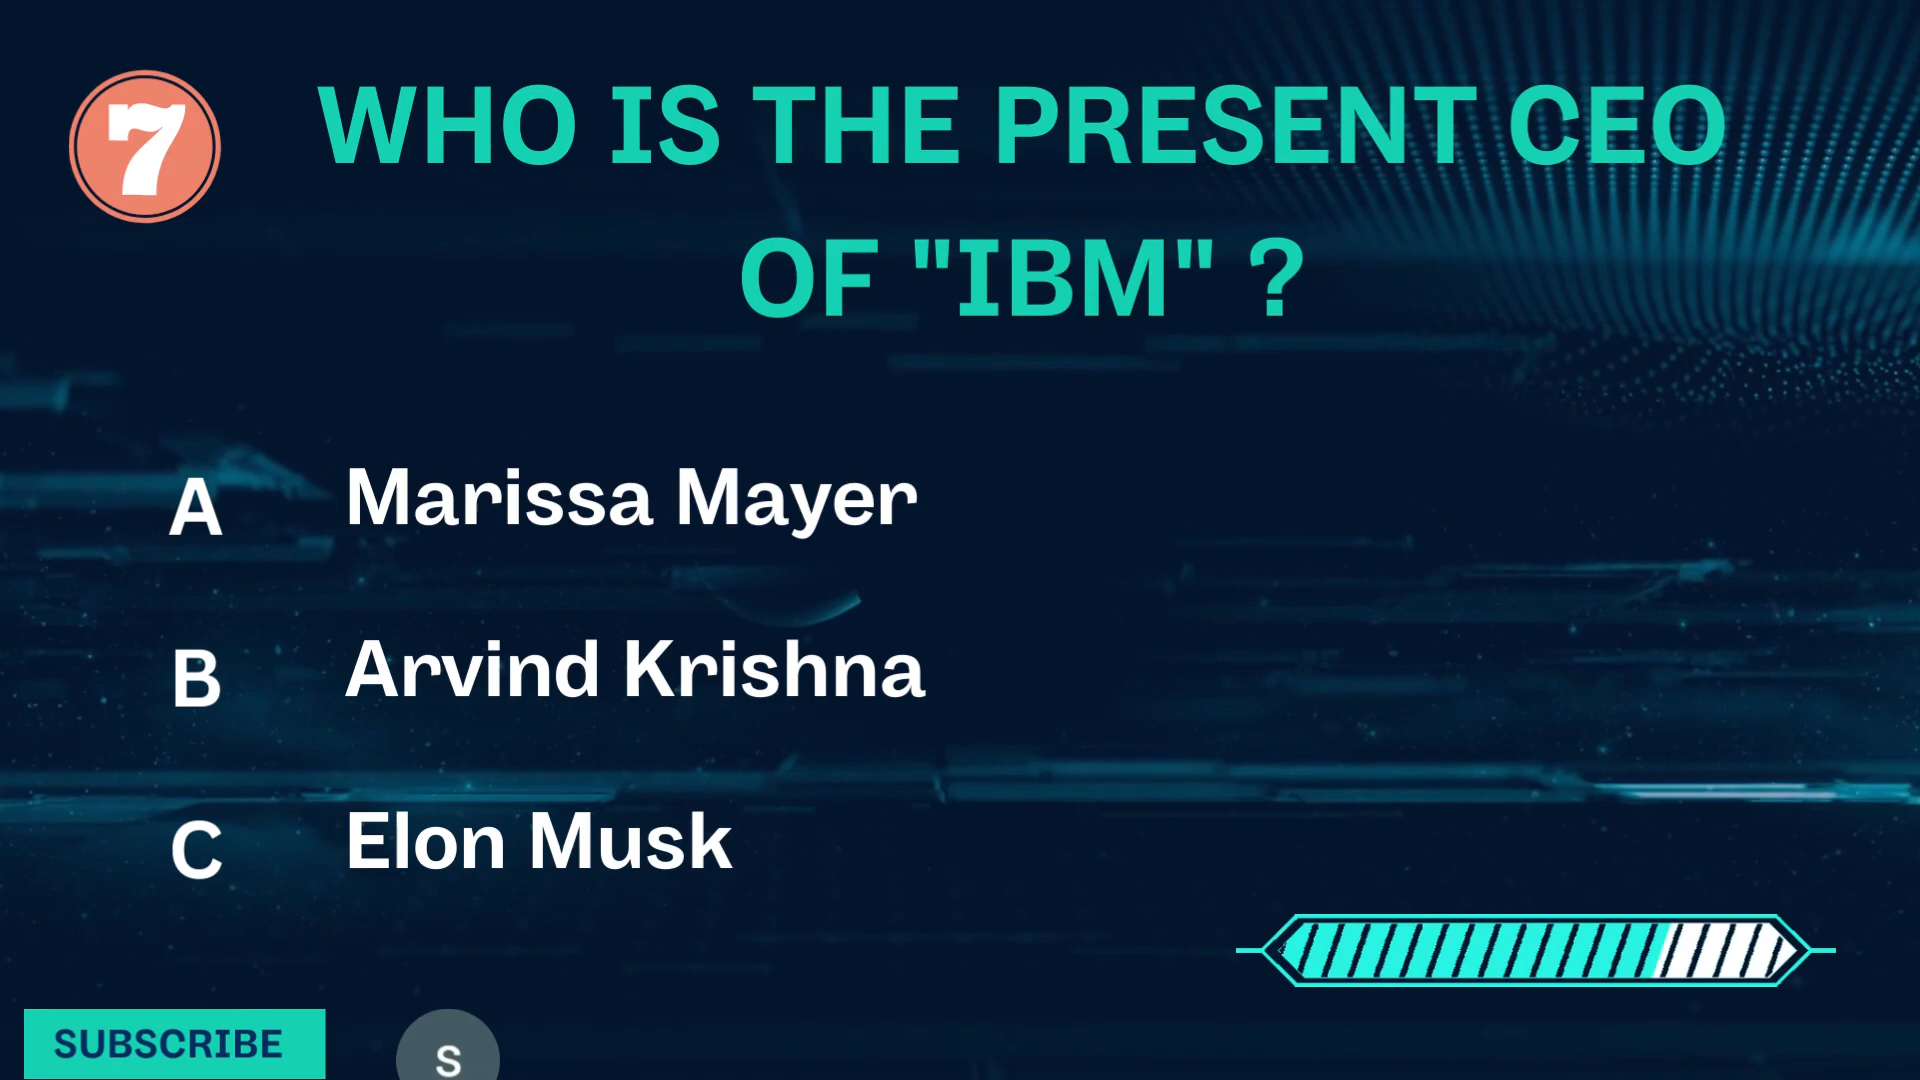 7
WHO IS THE PRESENT CEO
OF "IBM" ?
A Marissa Mayer
B Arvind Krishna
C Elon Musk
SUBSCRIBE
S